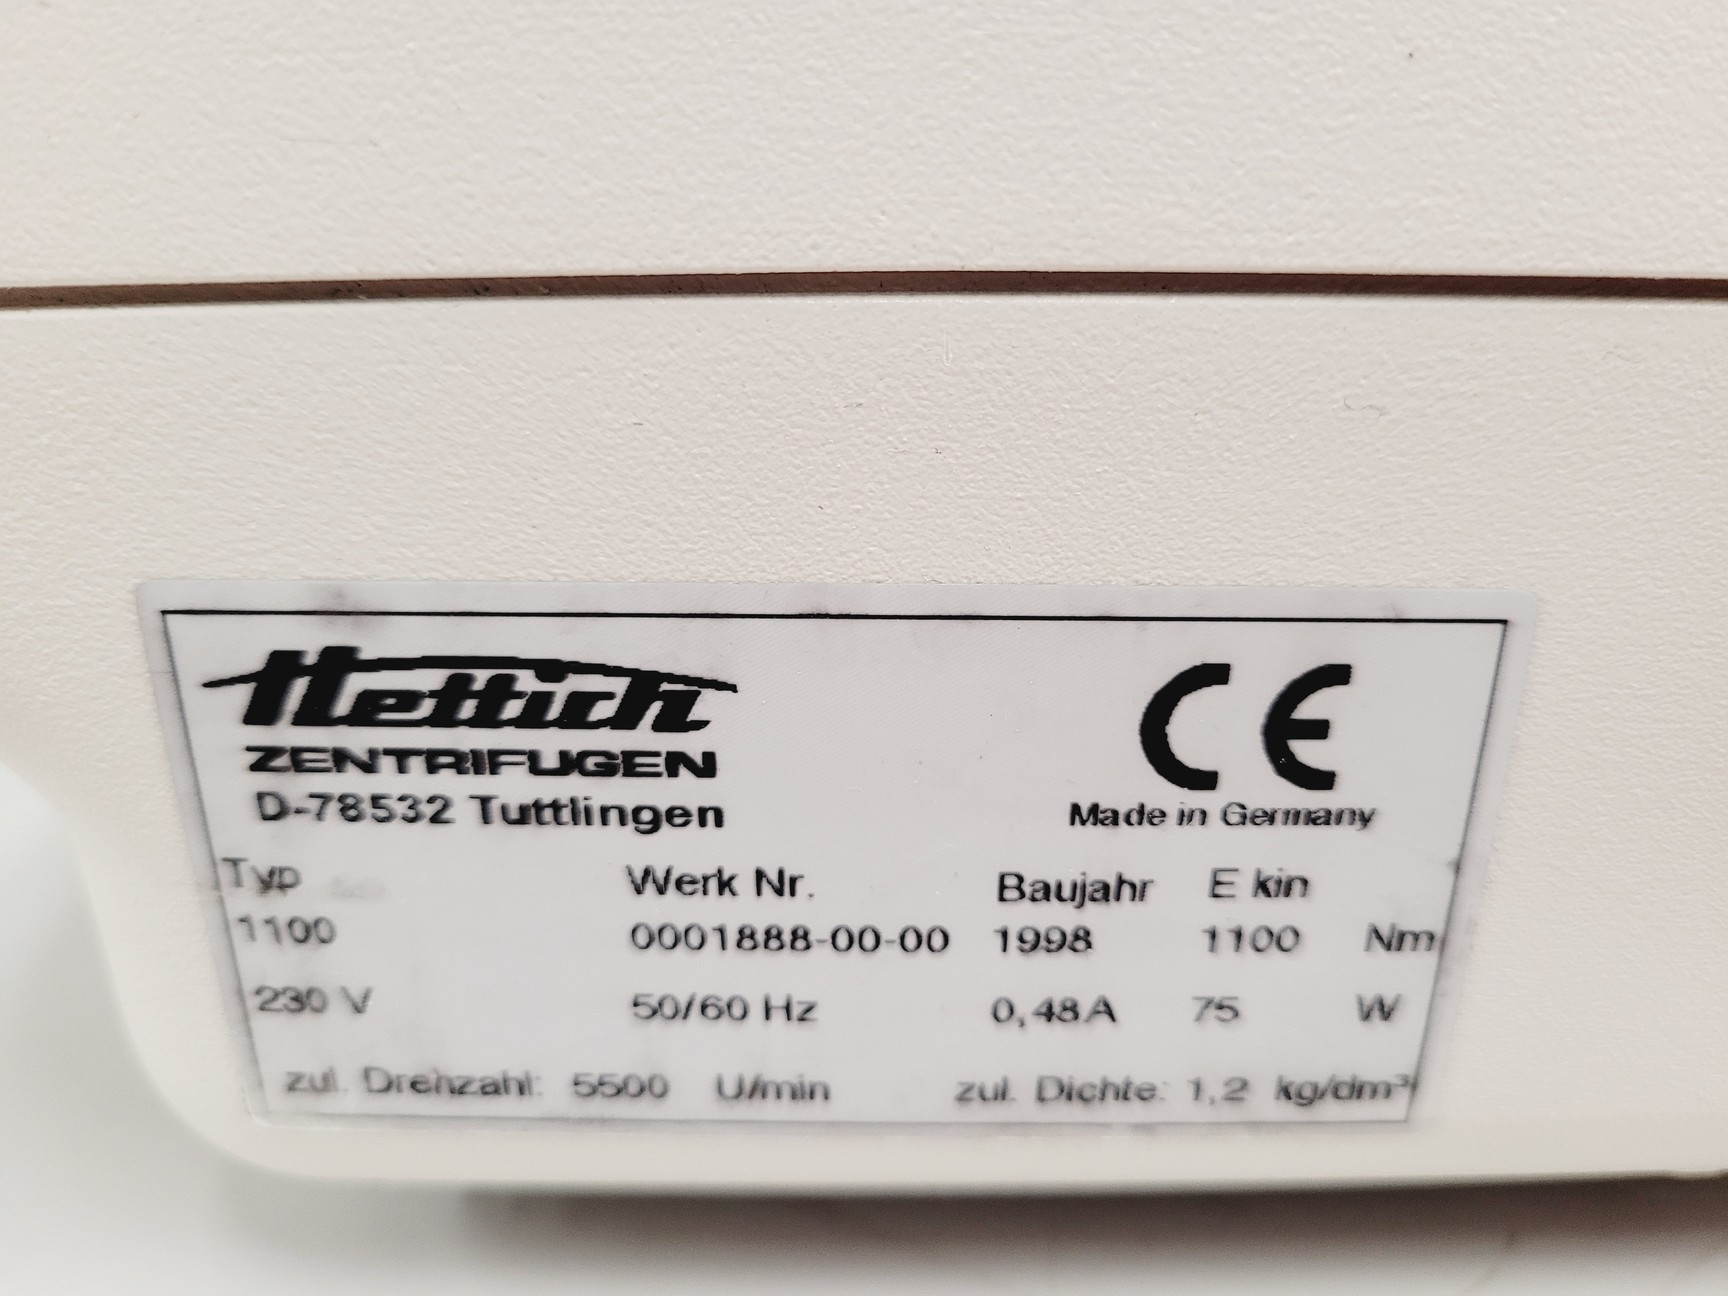 Hettich
ZENTRIFUGEN
D-78532 Tuttlingen
CE
Made in Germany
Typ Werk Nr. Baujahr E kin
1100 0001888-00-00 1998 1100 Nm
230 V 50/60 Hz 0,48A 75 W
zul. Drehzahl: 5500 U/min zul. Dichte: 1,2 kg/dm³